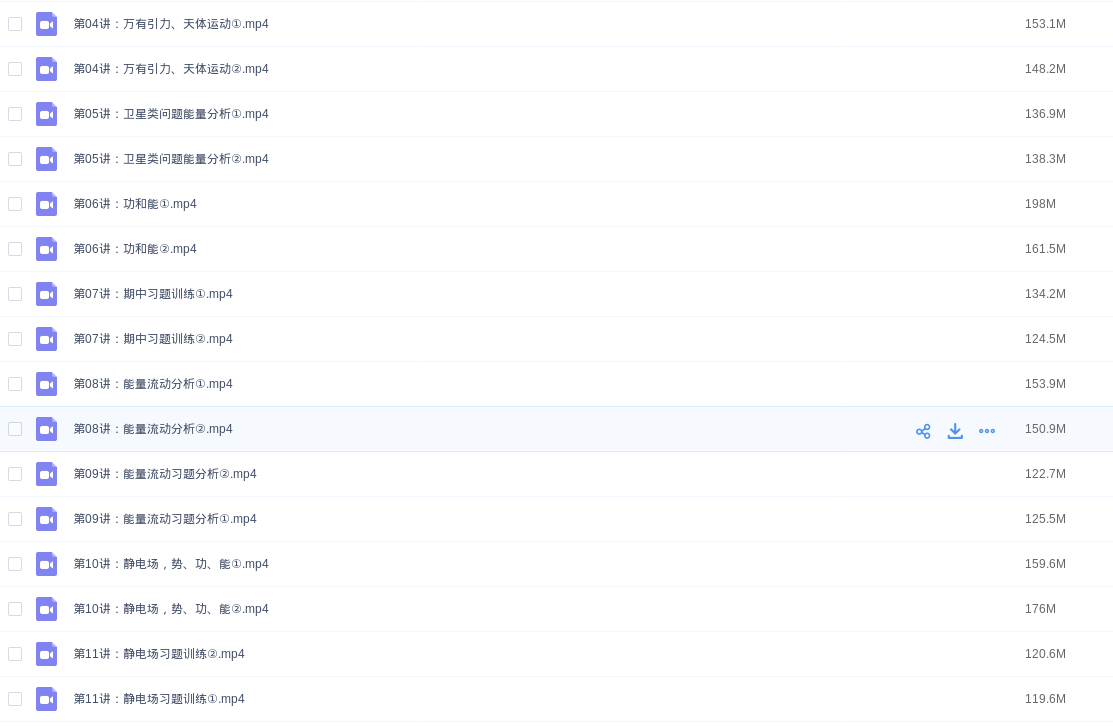 第04讲：万有引力、天体运动①.mp4 153.1M
第04讲：万有引力、天体运动②.mp4 148.2M
第05讲：卫星类问题能量分析①.mp4 136.9M
第05讲：卫星类问题能量分析②.mp4 138.3M
第06讲：功和能①.mp4 198M
第06讲：功和能②.mp4 161.5M
第07讲：期中习题训练①.mp4 134.2M
第07讲：期中习题训练②.mp4 124.5M
第08讲：能量流动分析①.mp4 153.9M
第08讲：能量流动分析②.mp4 150.9M
第09讲：能量流动习题分析②.mp4 122.7M
第09讲：能量流动习题分析①.mp4 125.5M
第10讲：静电场，势、功、能①.mp4 159.6M
第10讲：静电场，势、功、能②.mp4 176M
第11讲：静电场习题训练②.mp4 120.6M
第11讲：静电场习题训练①.mp4 119.6M